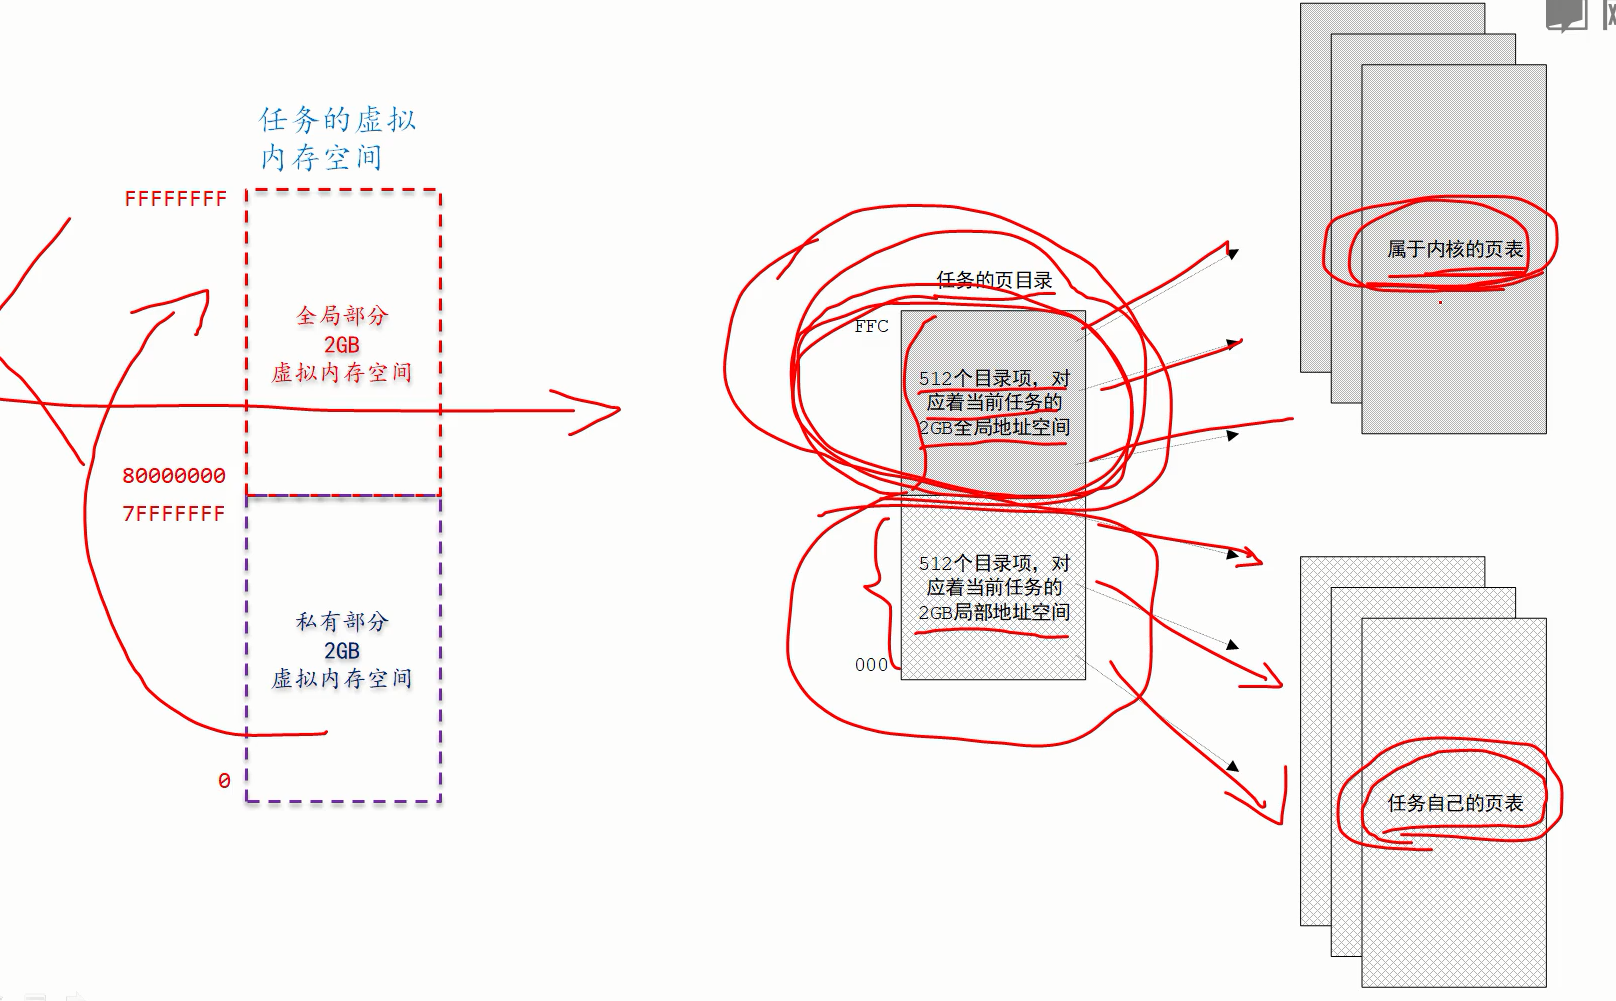 任务的虚拟
内存空间
FFFFFFFF
全局部分
2GB
虚拟内存空间
80000000
7FFFFFFF
私有部分
2GB
虚拟内存空间
0
任务的页目录
FFC
512个目录项，对
应着当前任务的
2GB全局地址空间
512个目录项，对
应着当前任务的
2GB局部地址空间
000
属于内核的页表
任务自己的页表